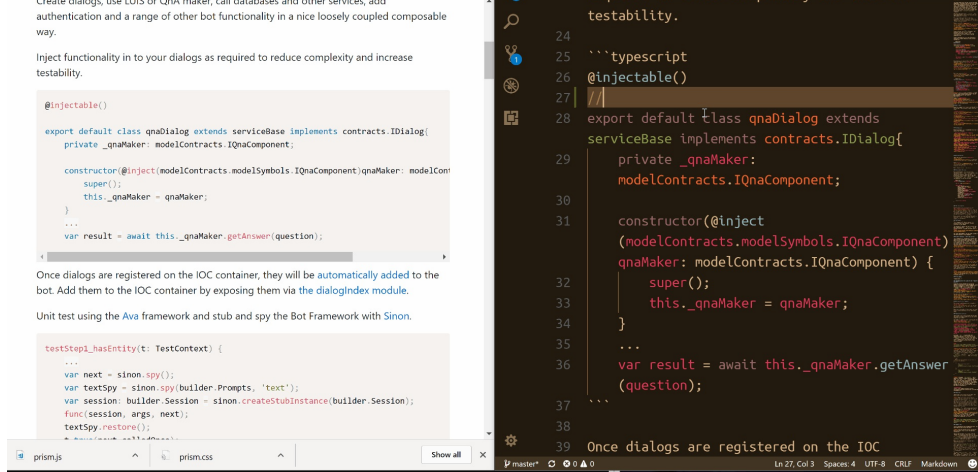 Create dialogs, use LUIS or QnA maker, call databases and other services, add
authentication and a range of other bot functionality in a nice loosely coupled composable
way.
Inject functionality in to your dialogs as required to reduce complexity and increase
testability.
@injectable()
export default class qnaDialog extends serviceBase implements contracts.IDialog{
private _qnaMaker: modelContracts.IQnaComponent;
constructor(@inject(modelContracts.modelSymbols.IQnaComponent)qnaMaker: modelCont
super();
this._qnaMaker = qnaMaker;
}
...
var result = await this._qnaMaker.getAnswer(question);
Once dialogs are registered on the IOC container, they will be automatically added to the
bot. Add them to the IOC container by exposing them via the dialogIndex module.
Unit test using the Ava framework and stub and spy the Bot Framework with Sinon.
testStep1_hasEntity(t: TestContext) {
...
var next = sinon.spy();
var textSpy = sinon.spy(builder.Prompts, 'text');
var session: builder.Session = sinon.createStubInstance(builder.Session);
func(session, args, next);
textSpy.restore();
prism.js
prism.css
Show all
testability.
24
25 ```typescript
26 @injectable()
27 //
28 export default class qnaDialog extends
serviceBase implements contracts.IDialog{
29 private _qnaMaker:
modelContracts.IQnaComponent;
30
31 constructor(@inject
(modelContracts.modelSymbols.IQnaComponent)
qnaMaker: modelContracts.IQnaComponent) {
32 super();
33 this._qnaMaker = qnaMaker;
34 }
35 ...
36 var result = await this._qnaMaker.getAnswer
(question);
37 ```
38
39 Once dialogs are registered on the IOC
1
master* 0 0 Ln 27, Col 3 Spaces: 4 UTF-8 CRLF Markdown